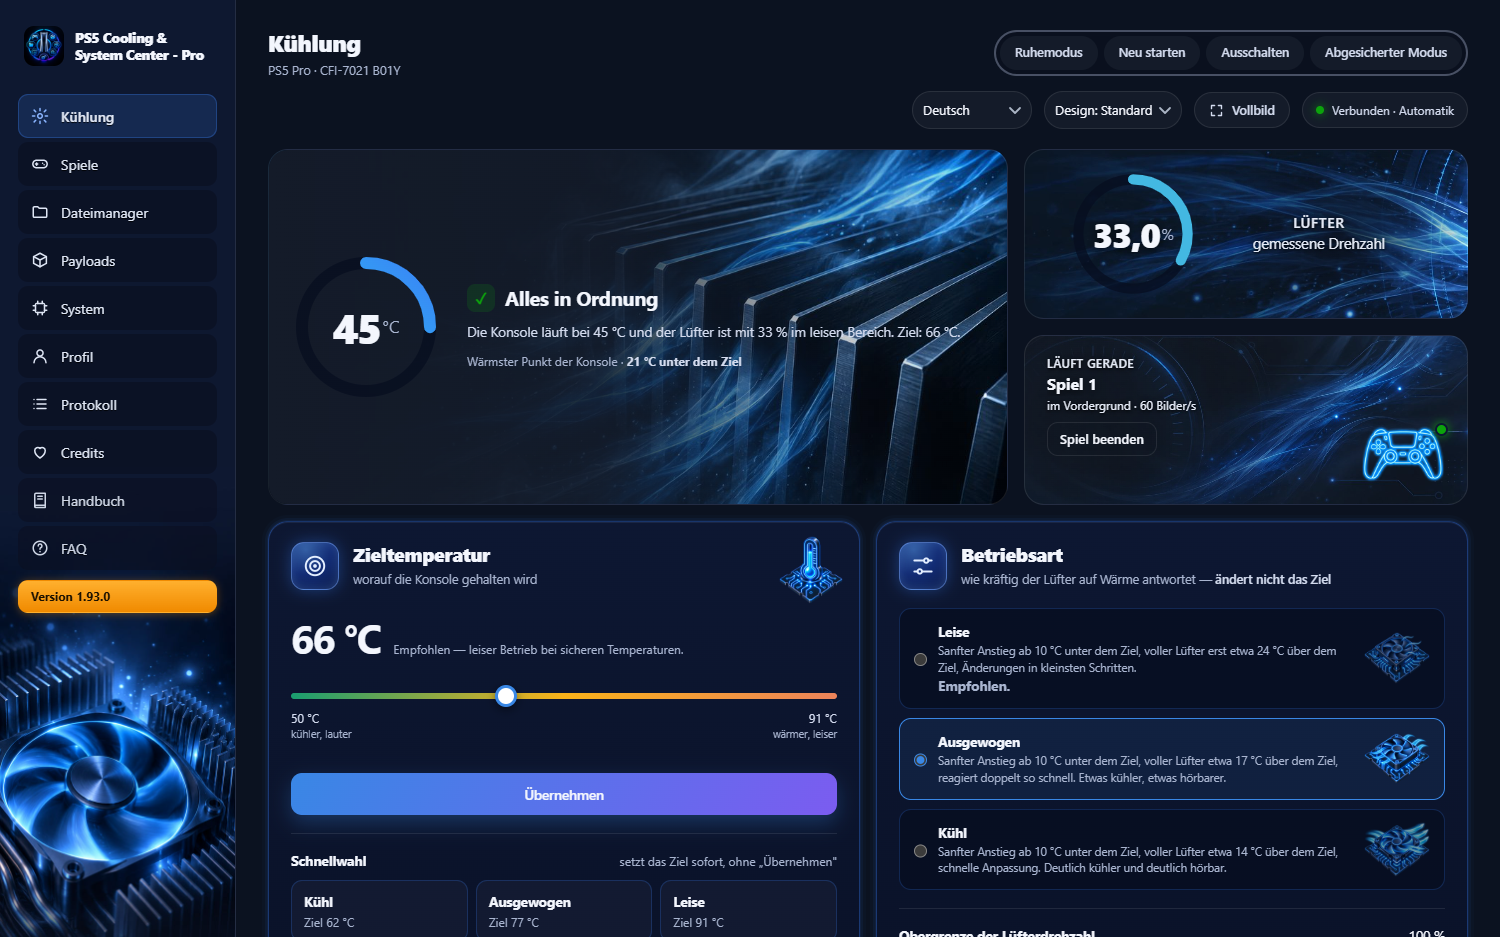 PS5 Cooling &
System Center - Pro
Kühlung
Spiele
Dateimanager
Payloads
System
Profil
Protokoll
Credits
Handbuch
FAQ
Version 1.93.0
Kühlung
PS5 Pro · CFI-7021 B01Y
Ruhemodus
Neu starten
Ausschalten
Abgesicherter Modus
Deutsch
Design: Standard
Vollbild
Verbunden · Automatik
45 °C
Alles in Ordnung
Die Konsole läuft bei 45 °C und der Lüfter ist mit 33 % im leisen Bereich. Ziel: 66 °C.
Wärmster Punkt der Konsole · 21 °C unter dem Ziel
33,0 %
LÜFTER
gemessene Drehzahl
LÄUFT GERADE
Spiel 1
im Vordergrund · 60 Bilder/s
Spiel beenden
Zieltemperatur
worauf die Konsole gehalten wird
66 °C
Empfohlen — leiser Betrieb bei sicheren Temperaturen.
50 °C
kühler, lauter
91 °C
wärmer, leiser
Übernehmen
Schnellwahl
setzt das Ziel sofort, ohne „Übernehmen“
Kühl
Ziel 62 °C
Ausgewogen
Ziel 77 °C
Leise
Ziel 91 °C
Betriebsart
wie kräftig der Lüfter auf Wärme antwortet — ändert nicht das Ziel
Leise
Sanfter Anstieg ab 10 °C unter dem Ziel, voller Lüfter erst etwa 24 °C über dem
Ziel, Änderungen in kleinsten Schritten.
Empfohlen.
Ausgewogen
Sanfter Anstieg ab 10 °C unter dem Ziel, voller Lüfter etwa 17 °C über dem Ziel,
reagiert doppelt so schnell. Etwas kühler, etwas hörbarer.
Kühl
Sanfter Anstieg ab 10 °C unter dem Ziel, voller Lüfter etwa 14 °C über dem Ziel,
schnelle Anpassung. Deutlich kühler und deutlich hörbar.
Obergrenze der Lüfterdrehzahl
100 %